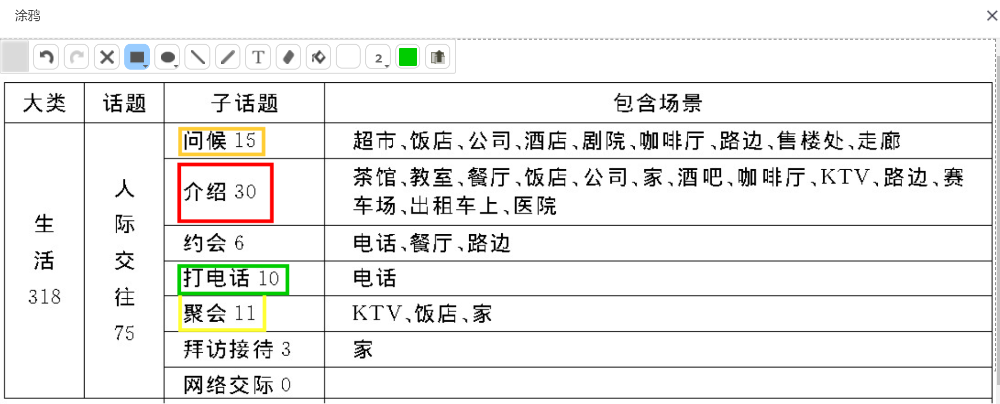 涂鸦
T
2
大类 话题 子话题 包含场景
生活 318
人际交往 75
问候 15 超市、饭店、公司、酒店、剧院、咖啡厅、路边、售楼处、走廊
介绍 30 茶馆、教室、餐厅、饭店、公司、家、酒吧、咖啡厅、KTV、路边、赛
车场、出租车上、医院
约会 6 电话、餐厅、路边
打电话 10 电话
聚会 11 KTV、饭店、家
拜访接待 3 家
网络交际 0